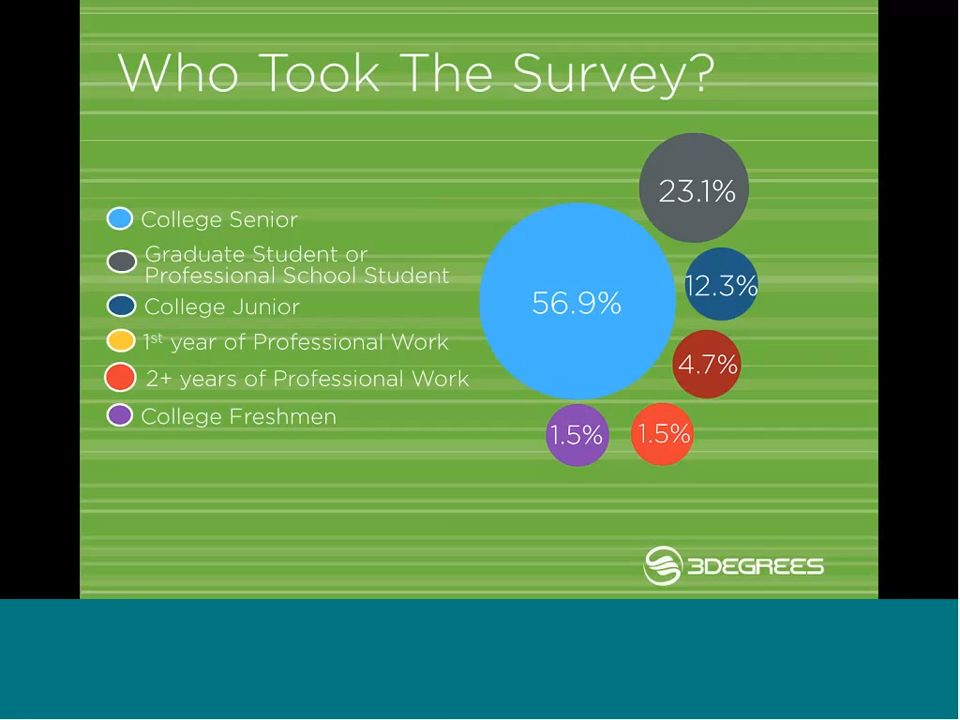 Who Took The Survey?
College Senior
Graduate Student or
Professional School Student
College Junior
1st year of Professional Work
2+ years of Professional Work
College Freshmen
23.1%
12.3%
56.9%
4.7%
1.5%
1.5%
3DEGREES